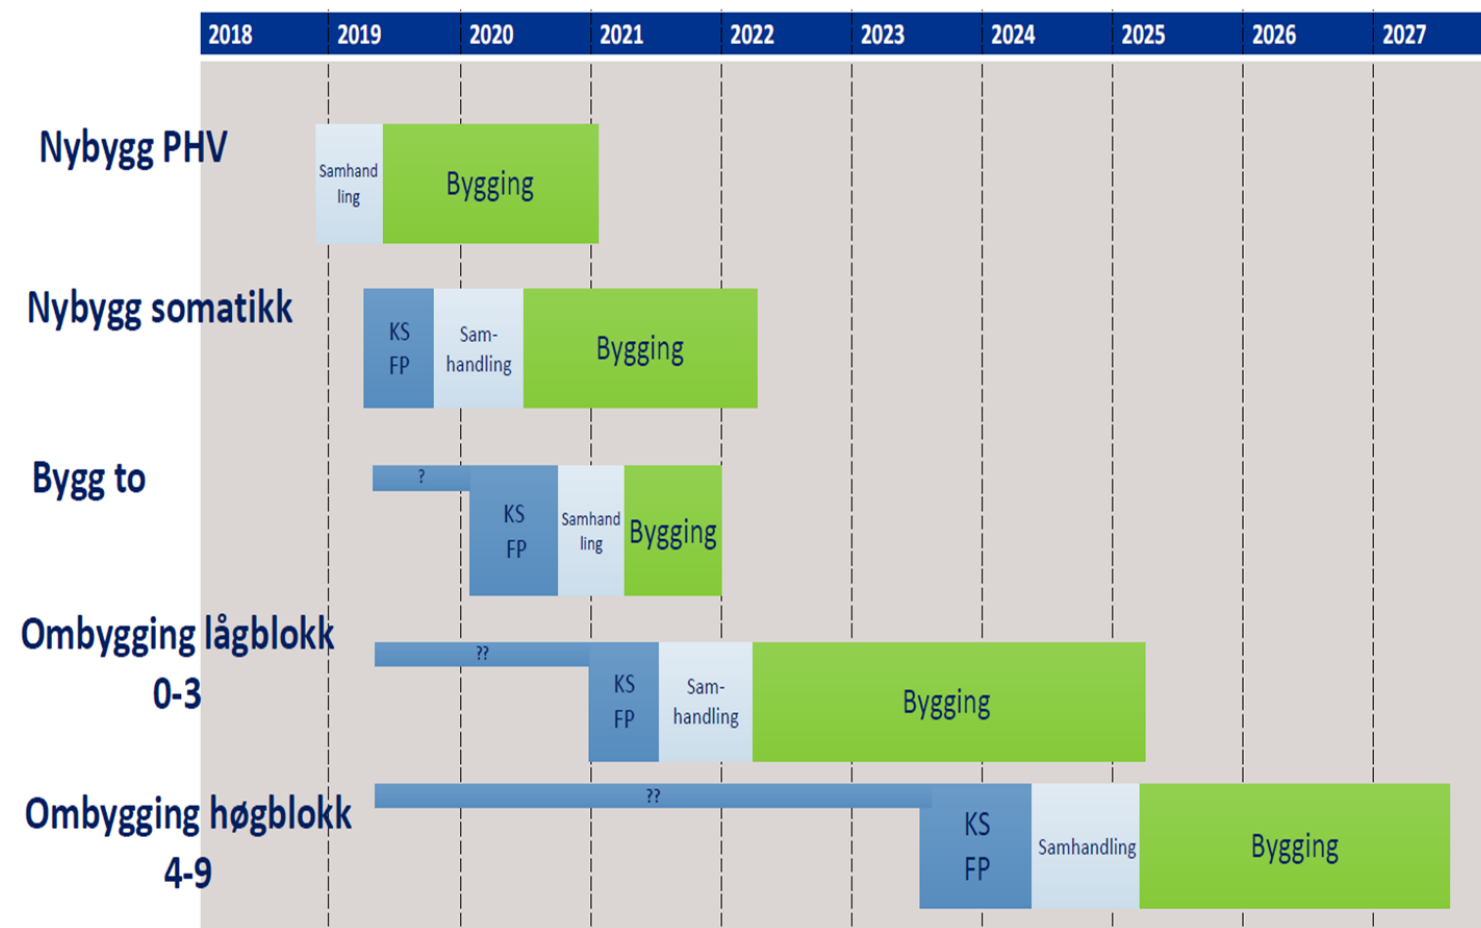 2018 2019 2020 2021 2022 2023 2024 2025 2026 2027
Nybygg PHV
Samhand
ling
Bygging
Nybygg somatikk
KS
FP
Sam-
handling
Bygging
Bygg to
?
KS
FP
Samhand
ling
Bygging
Ombygging lågblokk
0-3
??
KS
FP
Sam-
handling
Bygging
Ombygging høgblokk
4-9
??
KS
FP
Samhandling
Bygging